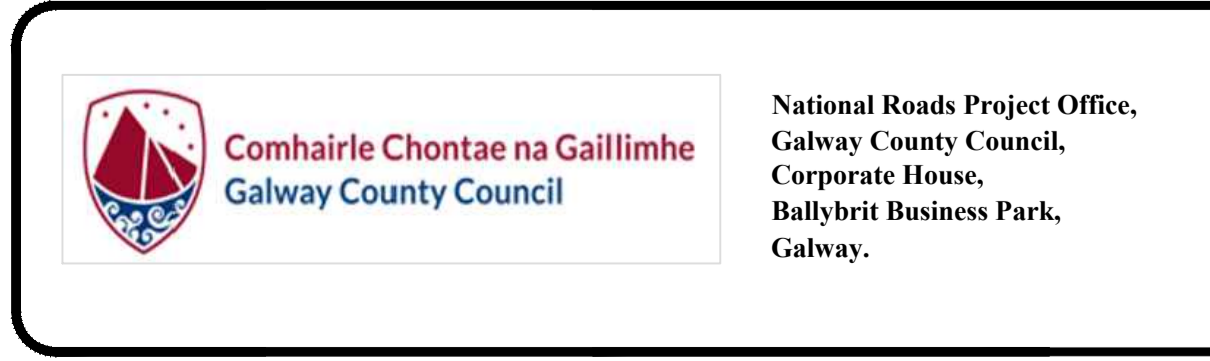 Comhairle Chontae na Gaillimhe
Galway County Council
National Roads Project Office,
Galway County Council,
Corporate House,
Ballybrit Business Park,
Galway.